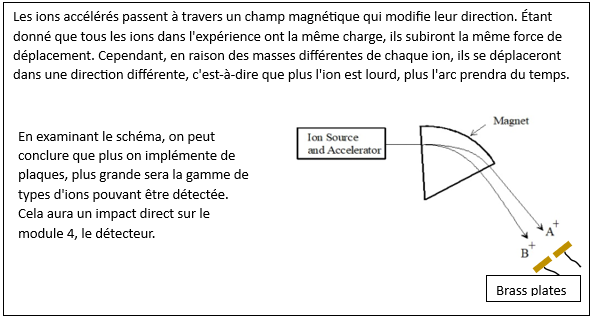 Les ions accélérés passent à travers un champ magnétique qui modifie leur direction. Étant
donné que tous les ions dans l'expérience ont la même charge, ils subiront la même force de
déplacement. Cependant, en raison des masses différentes de chaque ion, ils se déplaceront
dans une direction différente, c'est-à-dire que plus l'ion est lourd, plus l'arc prendra du temps.
En examinant le schéma, on peut
conclure que plus on implémente de
plaques, plus grande sera la gamme de
types d'ions pouvant être détectée.
Cela aura un impact direct sur le
module 4, le détecteur.
Magnet
Ion Source
and Accelerator
A+
B+
Brass plates